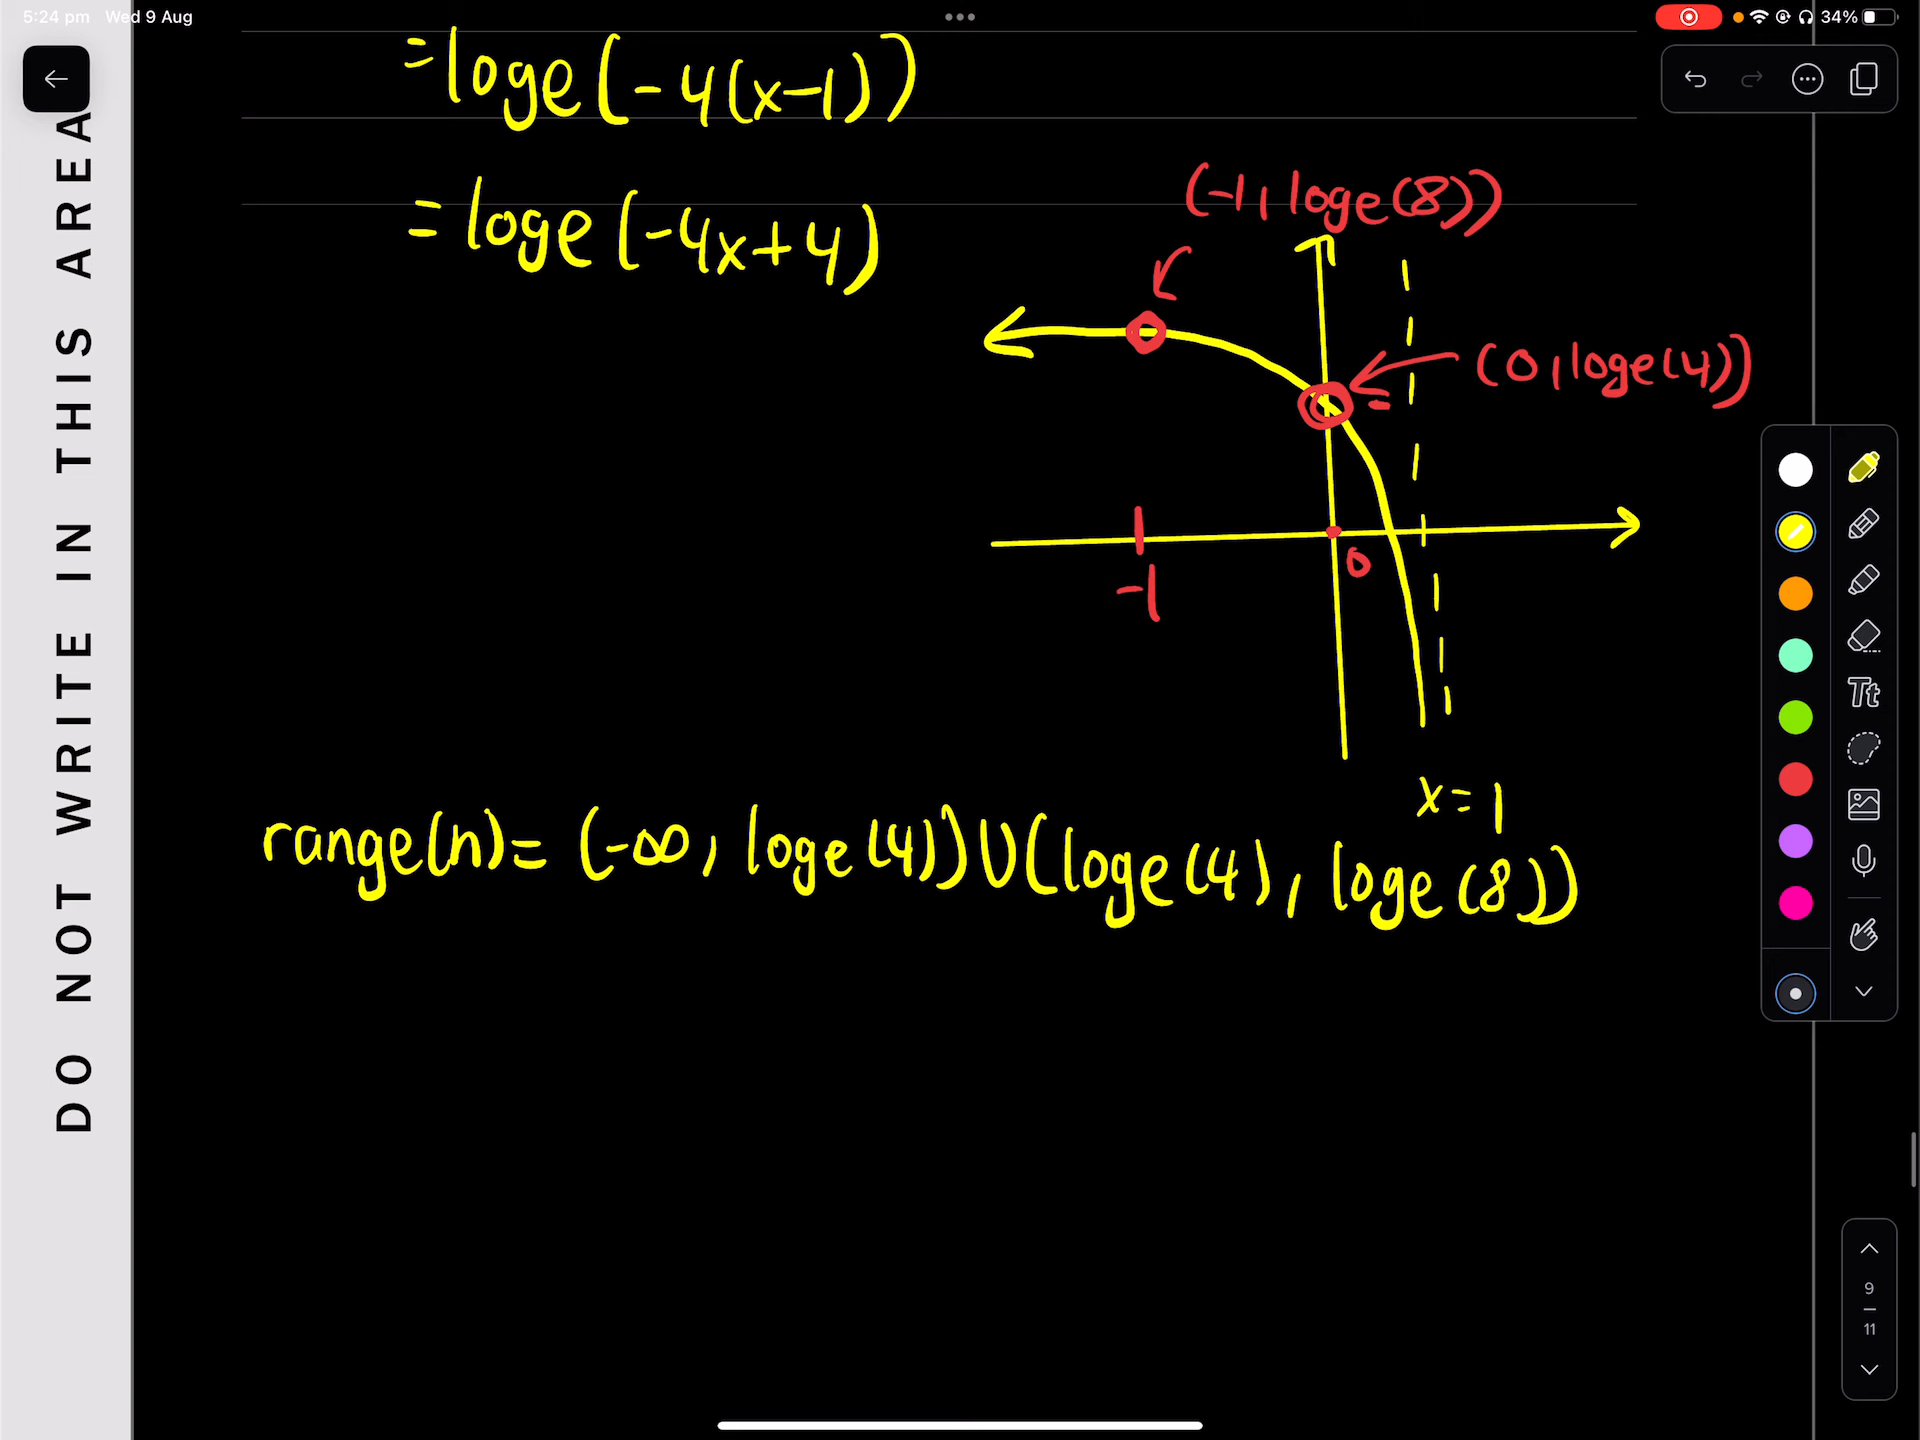 5:24 pm Wed 9 Aug
34%
DO NOT WRITE IN THIS AREA
=loge(-4(x-1))
=loge(-4x+4)
(-1, loge(8))
(0, loge(4))
-1
0
x=1
range(h)= (-∞, loge(4))∪(loge(4), loge(8))
Tt
9
11